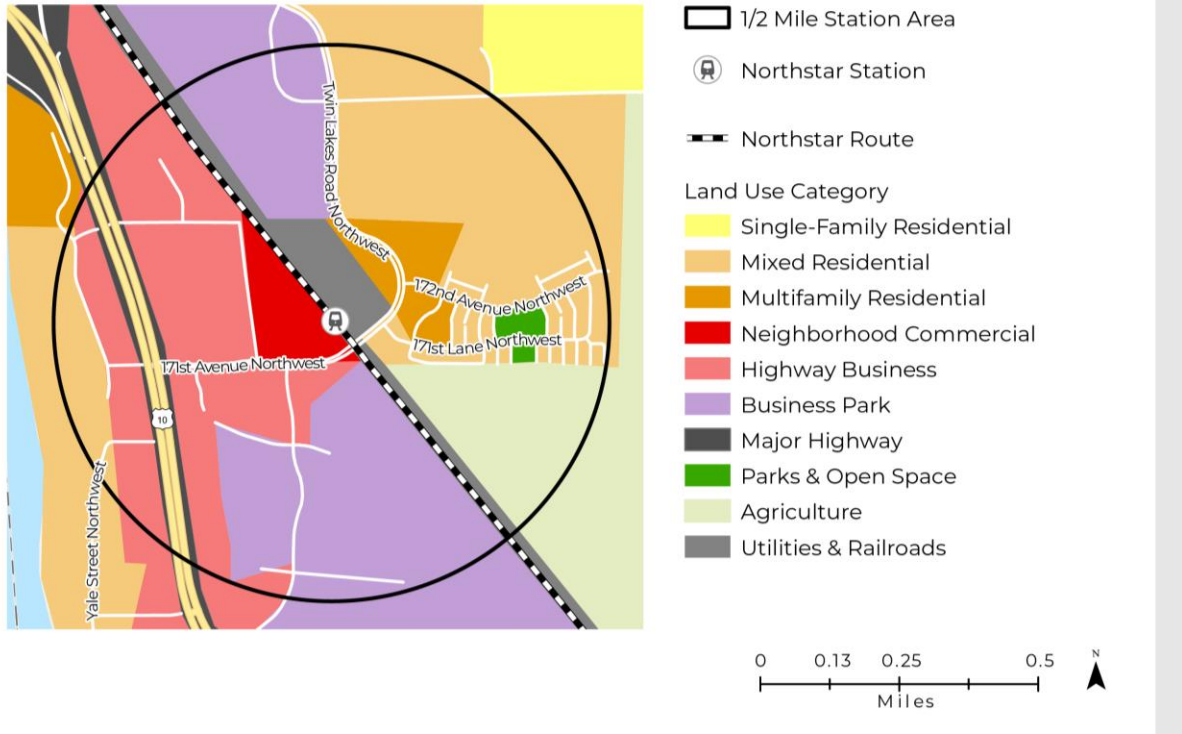 Twin Lakes Road Northwest
172nd Avenue Northwest
171st Lane Northwest
171st Avenue Northwest
10
Yale Street Northwest
1/2 Mile Station Area
Northstar Station
Northstar Route
Land Use Category
Single-Family Residential
Mixed Residential
Multifamily Residential
Neighborhood Commercial
Highway Business
Business Park
Major Highway
Parks & Open Space
Agriculture
Utilities & Railroads
0 0.13 0.25 0.5
Miles
N